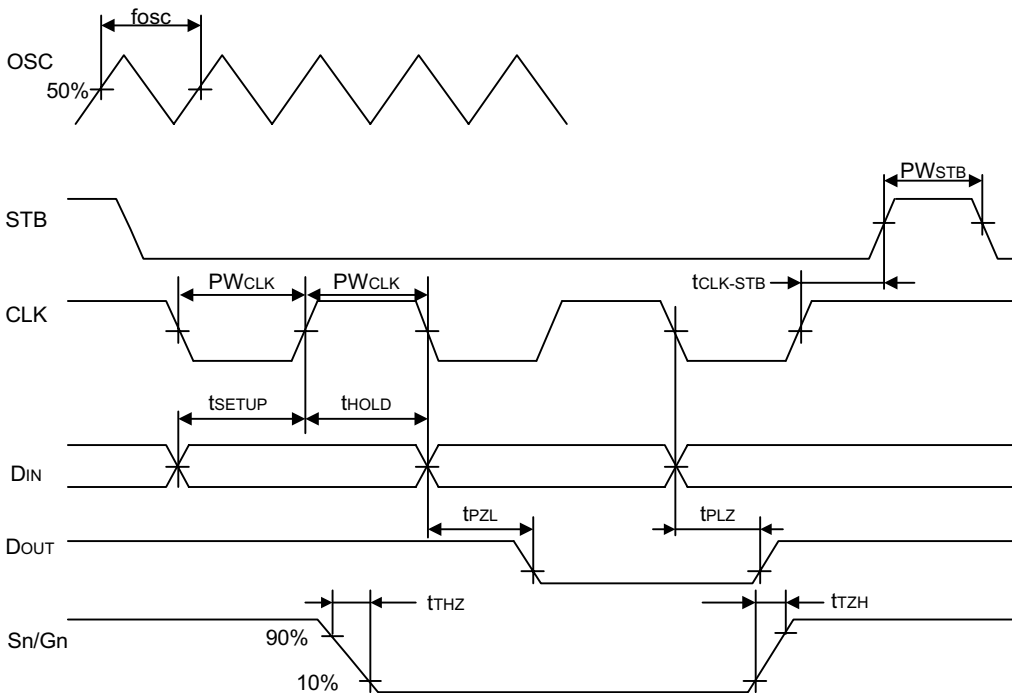 fosc
OSC
50%
PWSTB
STB
PWCLK PWCLK
tCLK-STB
CLK
tSETUP tHOLD
DIN
tPZL tPLZ
DOUT
tTHZ tTZH
Sn/Gn
90%
10%